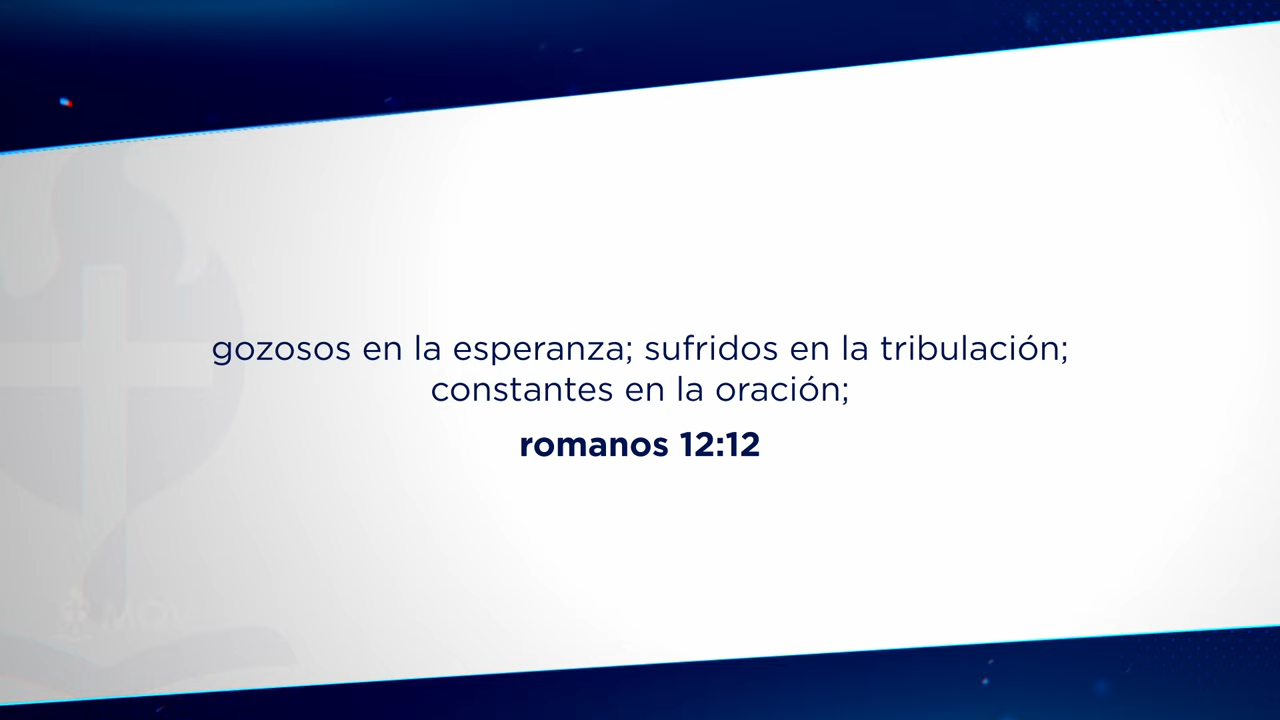 gozosos en la esperanza; sufridos en la tribulación;
constantes en la oración;
romanos 12:12